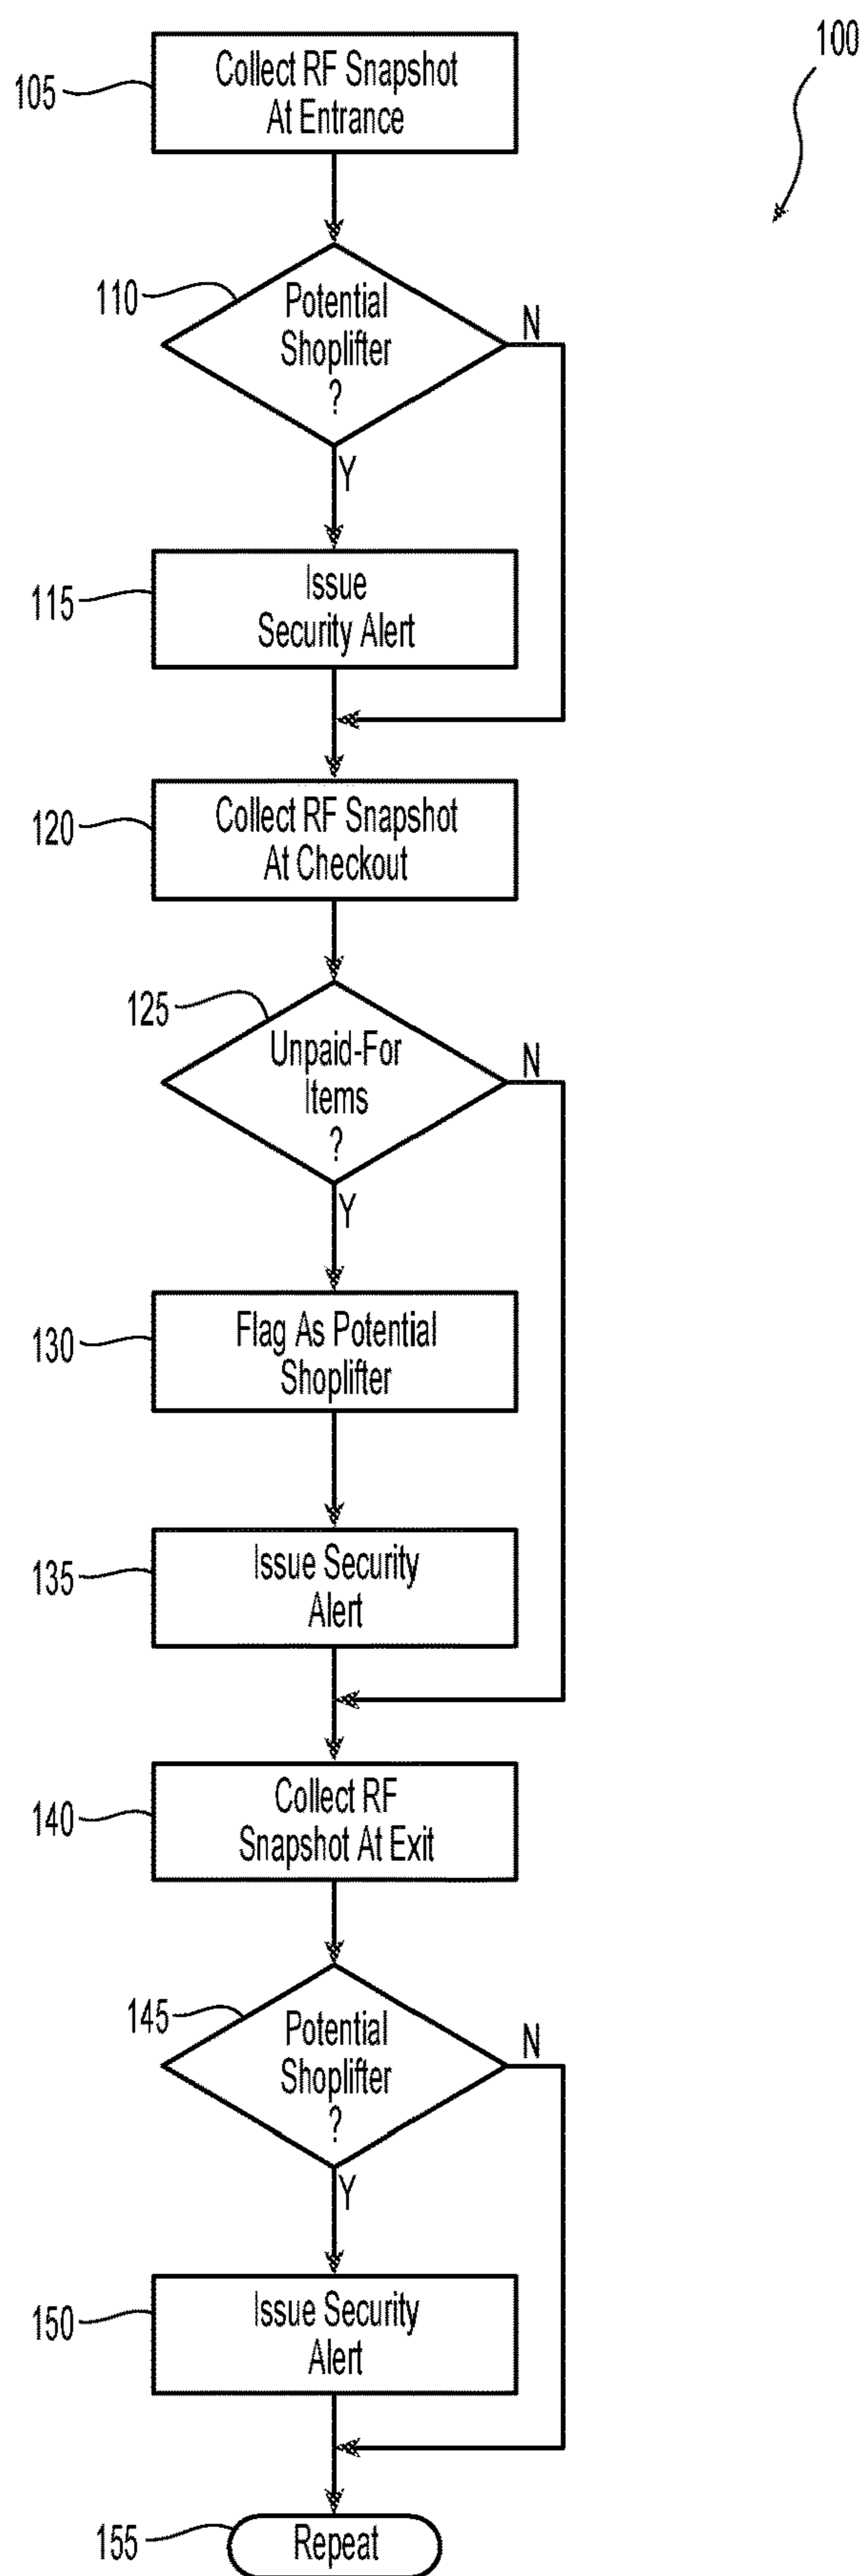 100
105
Collect RF Snapshot
At Entrance
110
Potential
Shoplifter
?
N
Y
115
Issue
Security Alert
120
Collect RF Snapshot
At Checkout
125
Unpaid-For
Items
?
N
Y
130
Flag As Potential
Shoplifter
135
Issue Security
Alert
140
Collect RF
Snapshot At Exit
145
Potential
Shoplifter
?
N
Y
150
Issue Security
Alert
155
Repeat